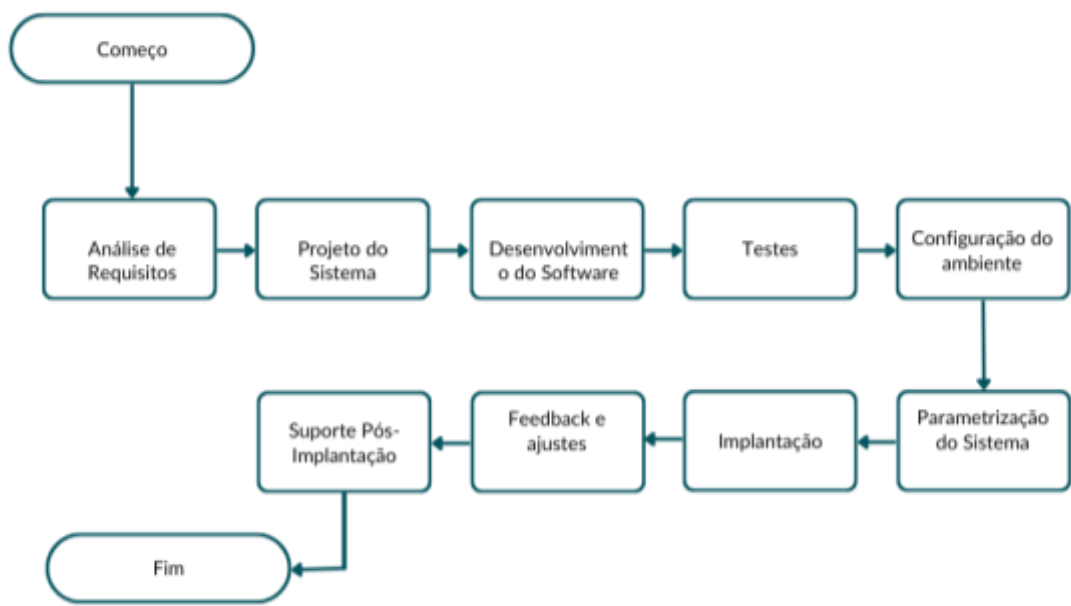 Começo
Análise de
Requisitos
Projeto do
Sistema
Desenvolviment
o do Software
Testes
Configuração do
ambiente
Parametrização
do Sistema
Implantação
Feedback e
ajustes
Suporte Pós-
Implantação
Fim